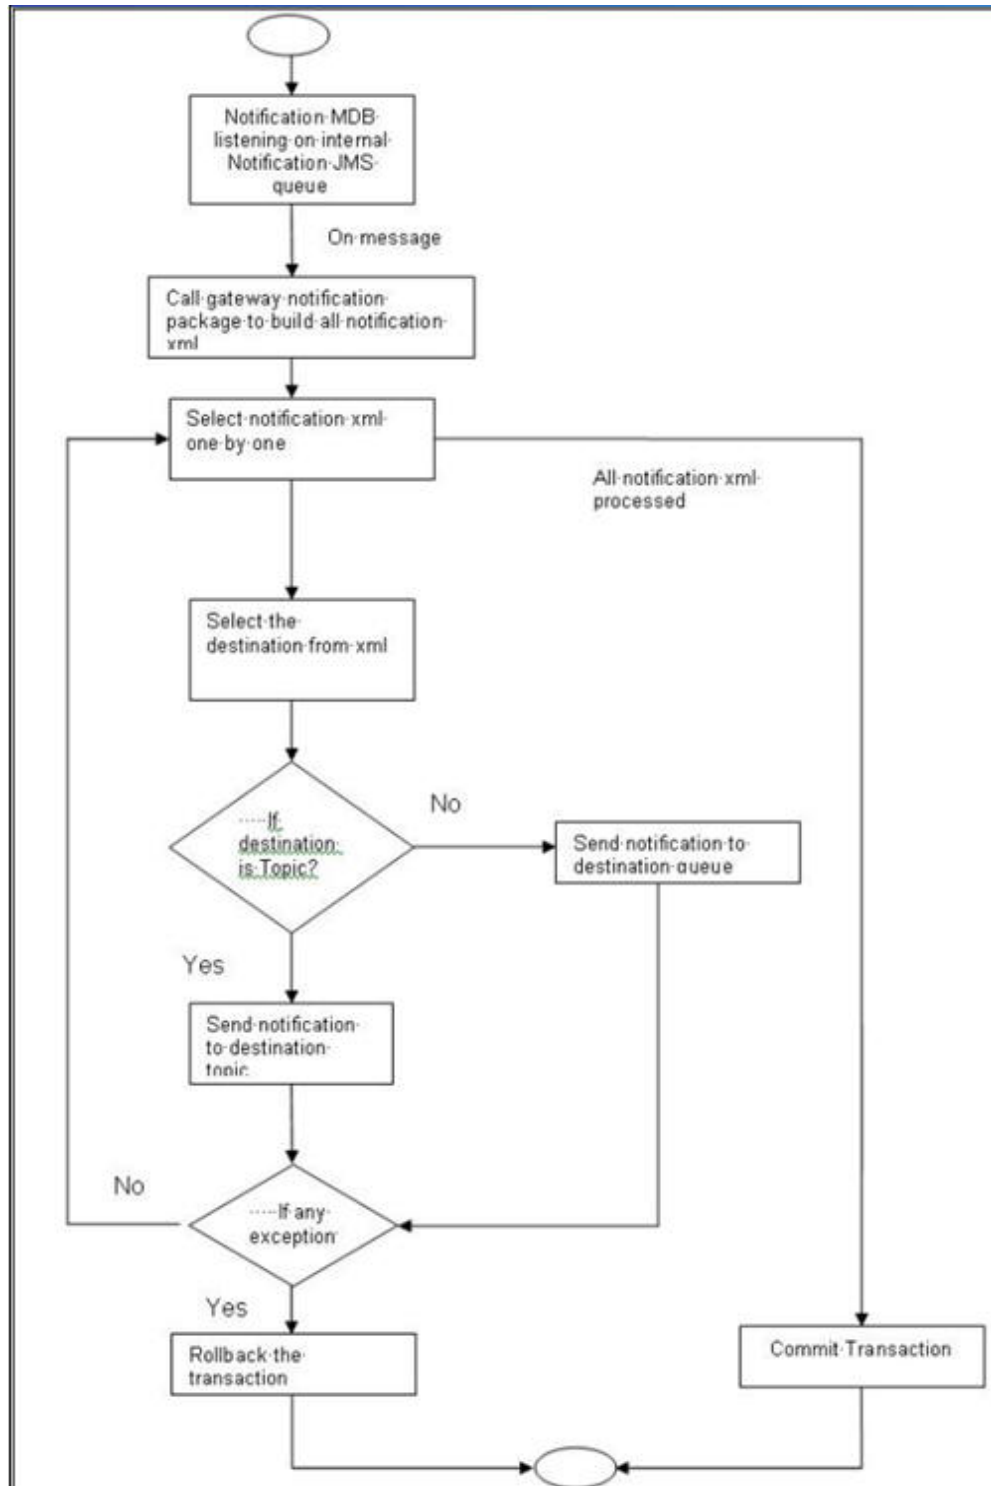 Notification MDB
listening on internal
Notification JMS
queue
On message
Call gateway notification
package to build all notification
xml
Select notification xml
one by one
All notification xml
processed
Select the
destination from xml
If
destination
is Topic?
No
Send notification to
destination queue
Yes
Send notification
to destination
topic
No
If any
exception
Yes
Rollback the
transaction
Commit Transaction